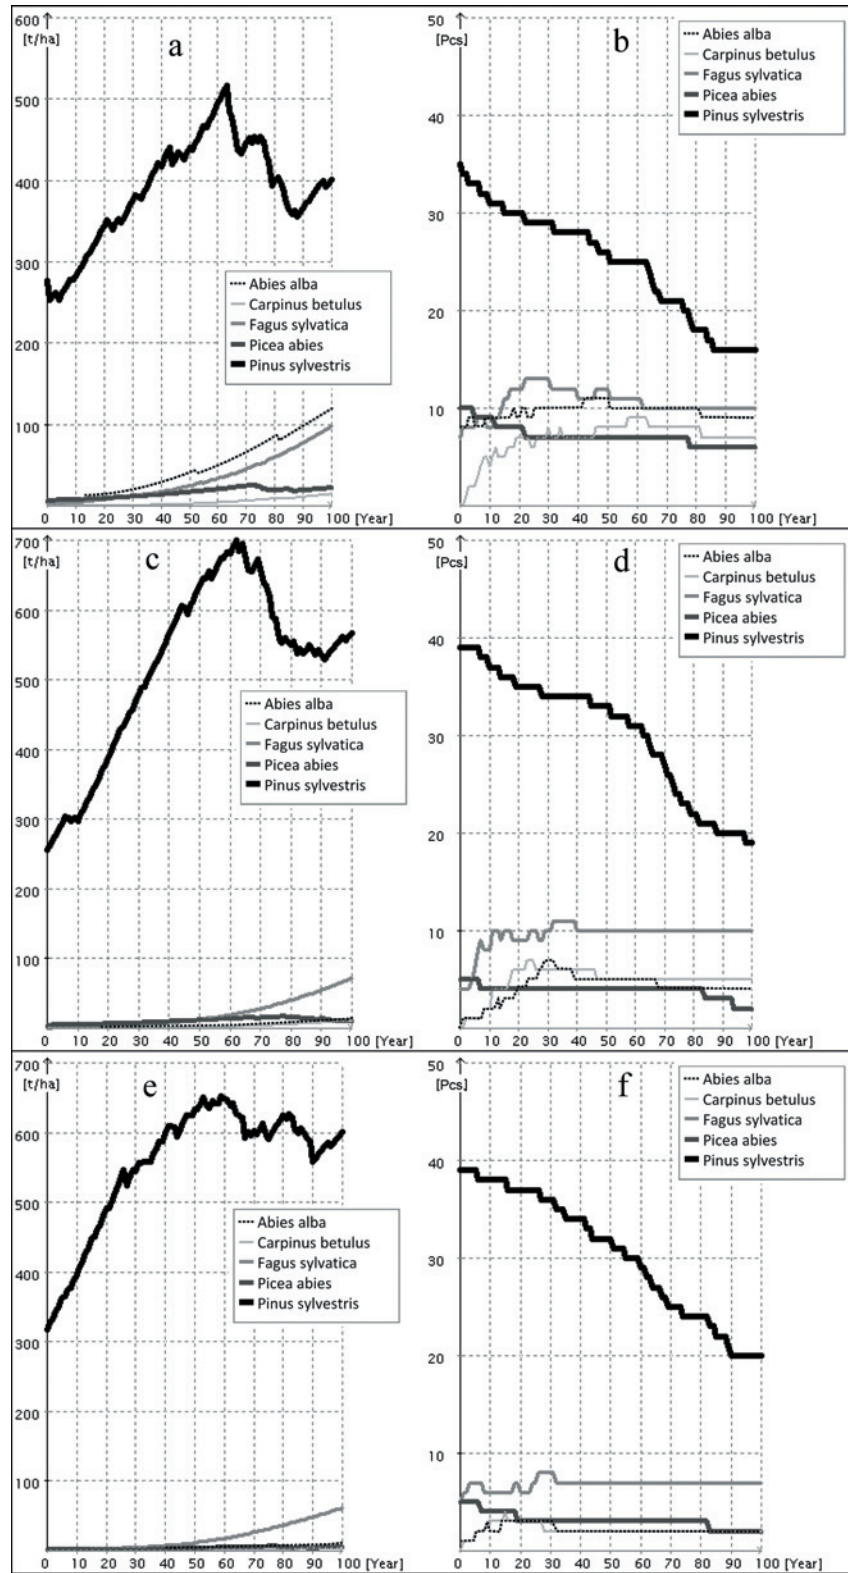 600
[t/ha]
a
500
400
300
200
100
Abies alba
Carpinus betulus
Fagus sylvatica
Picea abies
Pinus sylvestris
0 10 20 30 40 50 60 70 80 90 100 [Year]
50
[Pcs]
b
40
30
20
10
Abies alba
Carpinus betulus
Fagus sylvatica
Picea abies
Pinus sylvestris
0 10 20 30 40 50 60 70 80 90 100 [Year]
700
[t/ha]
c
600
500
400
300
200
100
Abies alba
Carpinus betulus
Fagus sylvatica
Picea abies
Pinus sylvestris
0 10 20 30 40 50 60 70 80 90 100 [Year]
50
[Pcs]
d
40
30
20
10
Abies alba
Carpinus betulus
Fagus sylvatica
Picea abies
Pinus sylvestris
0 10 20 30 40 50 60 70 80 90 100 [Year]
700
[t/ha]
e
600
500
400
300
200
100
Abies alba
Carpinus betulus
Fagus sylvatica
Picea abies
Pinus sylvestris
0 10 20 30 40 50 60 70 80 90 100 [Year]
50
[Pcs]
f
40
30
20
10
Abies alba
Carpinus betulus
Fagus sylvatica
Picea abies
Pinus sylvestris
0 10 20 30 40 50 60 70 80 90 100 [Year]